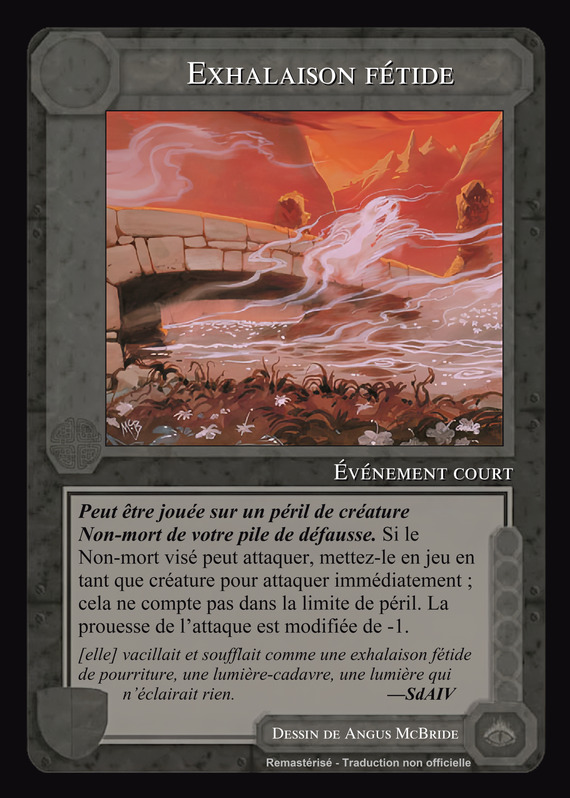 Exhalaison fétide
McB
Événement court
Peut être jouée sur un péril de créature
Non-mort de votre pile de défausse. Si le
Non-mort visé peut attaquer, mettez-le en jeu en
tant que créature pour attaquer immédiatement ;
cela ne compte pas dans la limite de péril. La
prouesse de l'attaque est modifiée de -1.
[elle] vacillait et soufflait comme une exhalaison fétide
de pourriture, une lumière-cadavre, une lumière qui
n'éclairait rien. —SdAIV
Dessin de Angus McBride
Remastérisé - Traduction non officielle